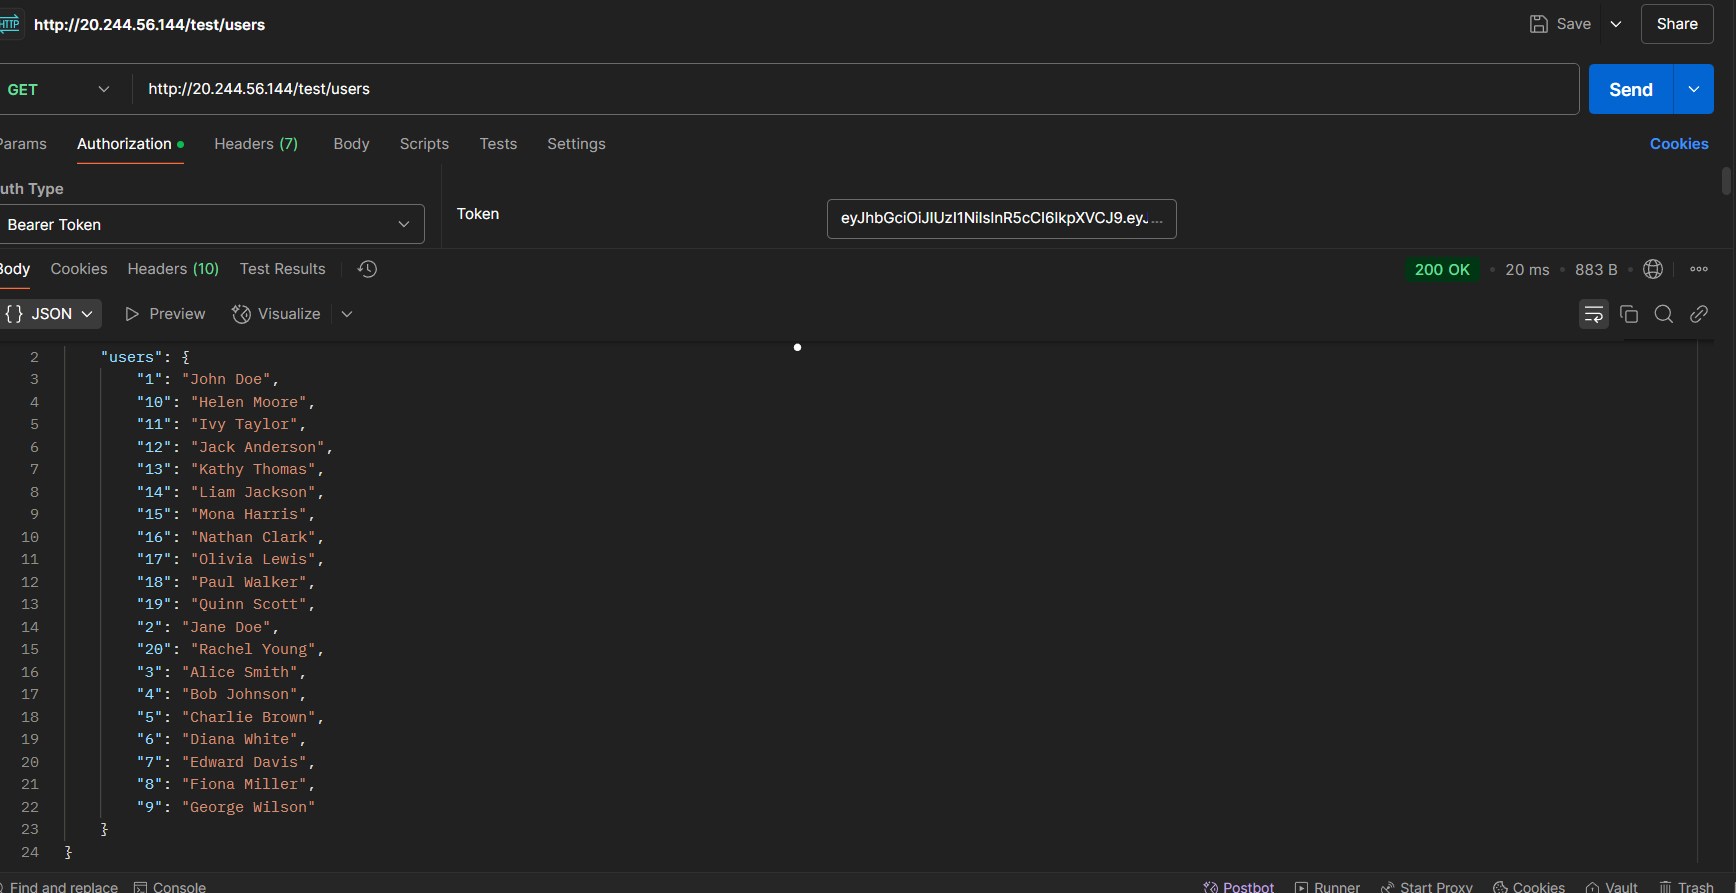 HTTP http://20.244.56.144/test/users Save Share
GET http://20.244.56.144/test/users Send
Params Authorization Headers (7) Body Scripts Tests Settings Cookies
uth Type
Bearer Token Token eyJhbGciOiJIUzI1NiIsInR5cCI6IkpXVCJ9.eyJ...
Body Cookies Headers (10) Test Results 200 OK • 20 ms • 883 B •
{} JSON Preview Visualize
2 "users": {
3 "1": "John Doe",
4 "10": "Helen Moore",
5 "11": "Ivy Taylor",
6 "12": "Jack Anderson",
7 "13": "Kathy Thomas",
8 "14": "Liam Jackson",
9 "15": "Mona Harris",
10 "16": "Nathan Clark",
11 "17": "Olivia Lewis",
12 "18": "Paul Walker",
13 "19": "Quinn Scott",
14 "2": "Jane Doe",
15 "20": "Rachel Young",
16 "3": "Alice Smith",
17 "4": "Bob Johnson",
18 "5": "Charlie Brown",
19 "6": "Diana White",
20 "7": "Edward Davis",
21 "8": "Fiona Miller",
22 "9": "George Wilson"
23 }
24 }
Find and replace Console Postbot Runner Start Proxy Cookies Vault Trash